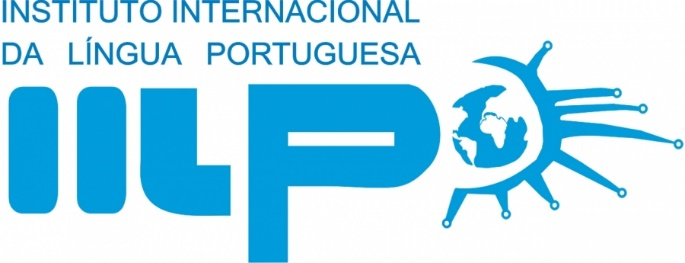 INSTITUTO INTERNACIONAL
DA LÍNGUA PORTUGUESA
IILP